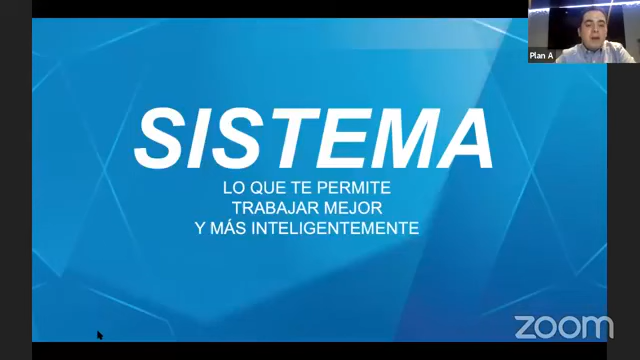 SISTEMA
LO QUE TE PERMITE
TRABAJAR MEJOR
Y MÁS INTELIGENTEMENTE
Plan A
zoom